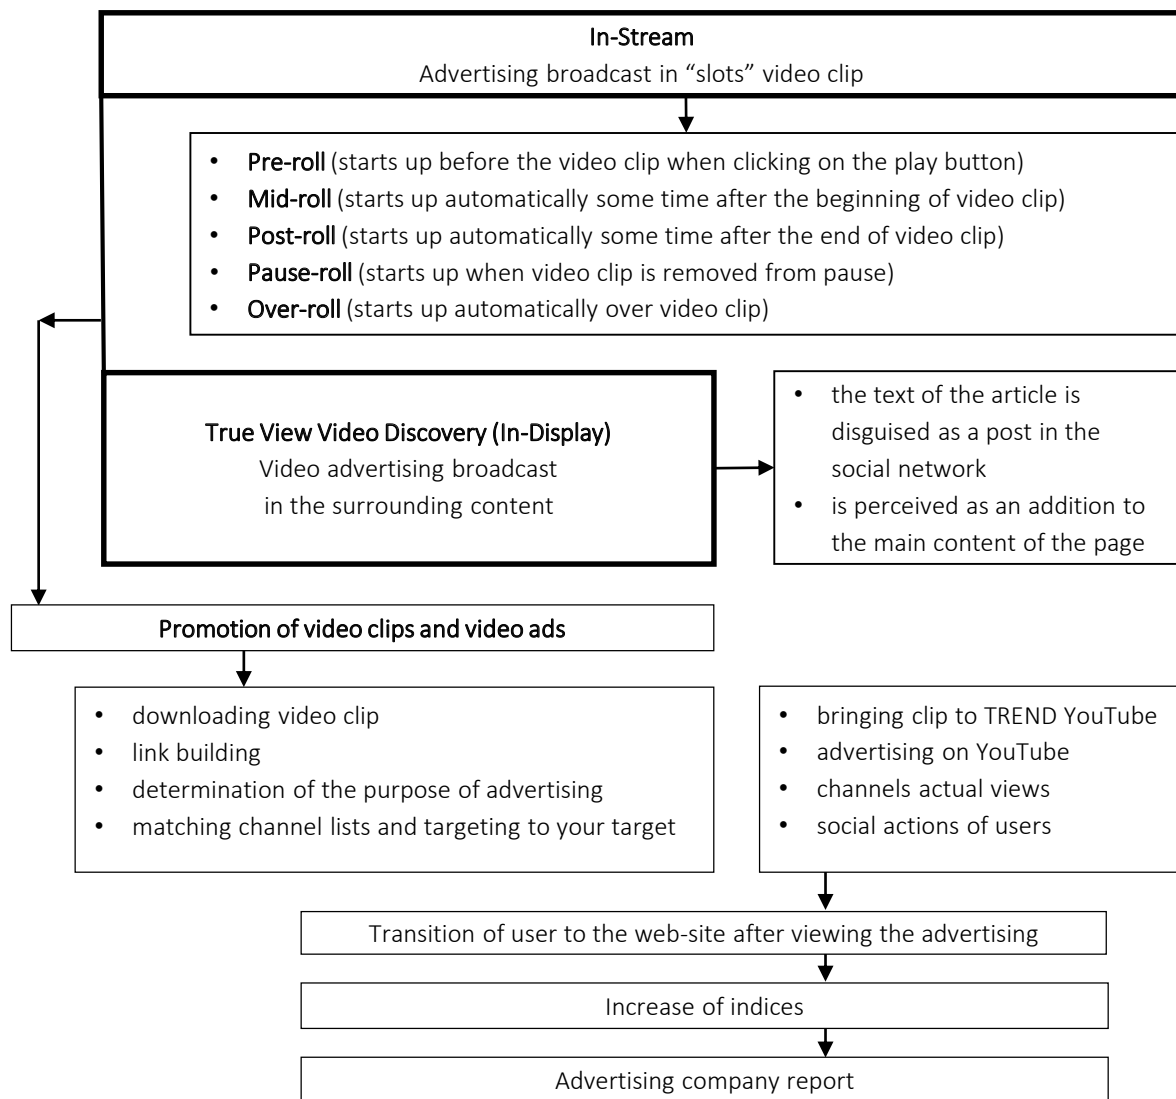 In-Stream
Advertising broadcast in “slots” video clip
• Pre-roll (starts up before the video clip when clicking on the play button)
• Mid-roll (starts up automatically some time after the beginning of video clip)
• Post-roll (starts up automatically some time after the end of video clip)
• Pause-roll (starts up when video clip is removed from pause)
• Over-roll (starts up automatically over video clip)
True View Video Discovery (In-Display)
Video advertising broadcast
in the surrounding content
• the text of the article is
disguised as a post in the
social network
• is perceived as an addition to
the main content of the page
Promotion of video clips and video ads
• downloading video clip
• link building
• determination of the purpose of advertising
• matching channel lists and targeting to your target
• bringing clip to TREND YouTube
• advertising on YouTube
• channels actual views
• social actions of users
Transition of user to the web-site after viewing the advertising
Increase of indices
Advertising company report